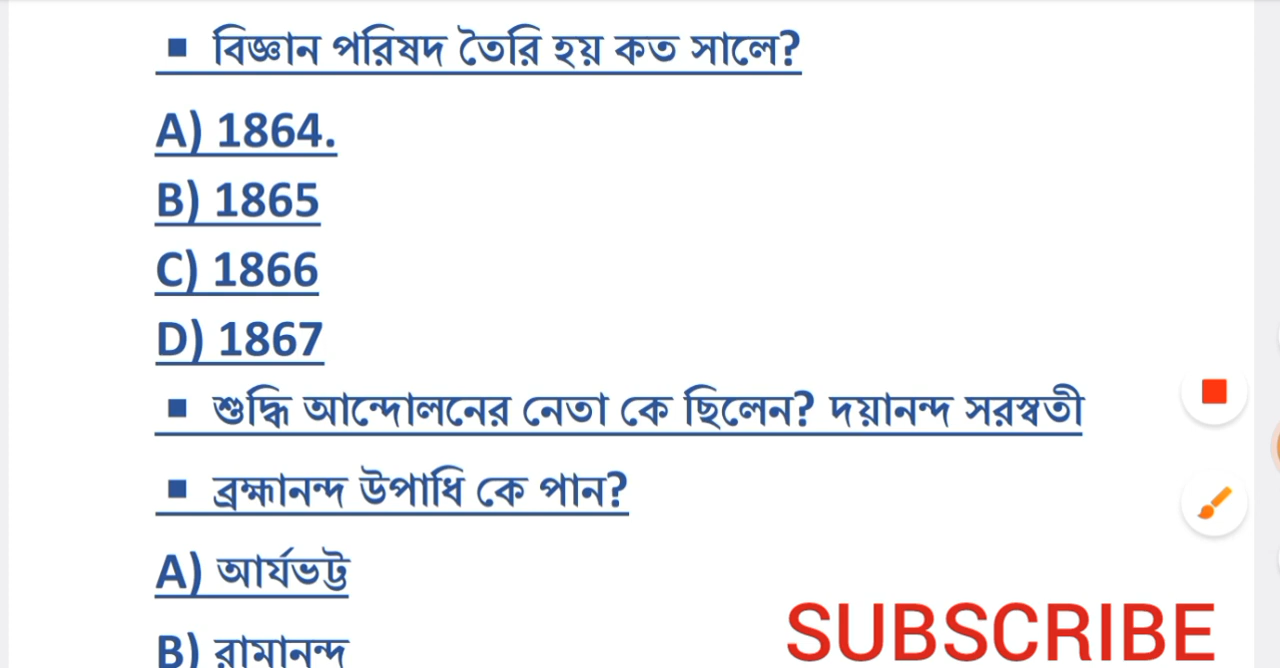 ▪ বিজ্ঞান পরিষদ তৈরি হয় কত সালে?
A) 1864.
B) 1865
C) 1866
D) 1867
▪ শুদ্ধি আন্দোলনের নেতা কে ছিলেন? দয়ানন্দ সরস্বতী
▪ ব্রহ্মানন্দ উপাধি কে পান?
A) আর্যভট্ট
B) রামানন্দ
SUBSCRIBE